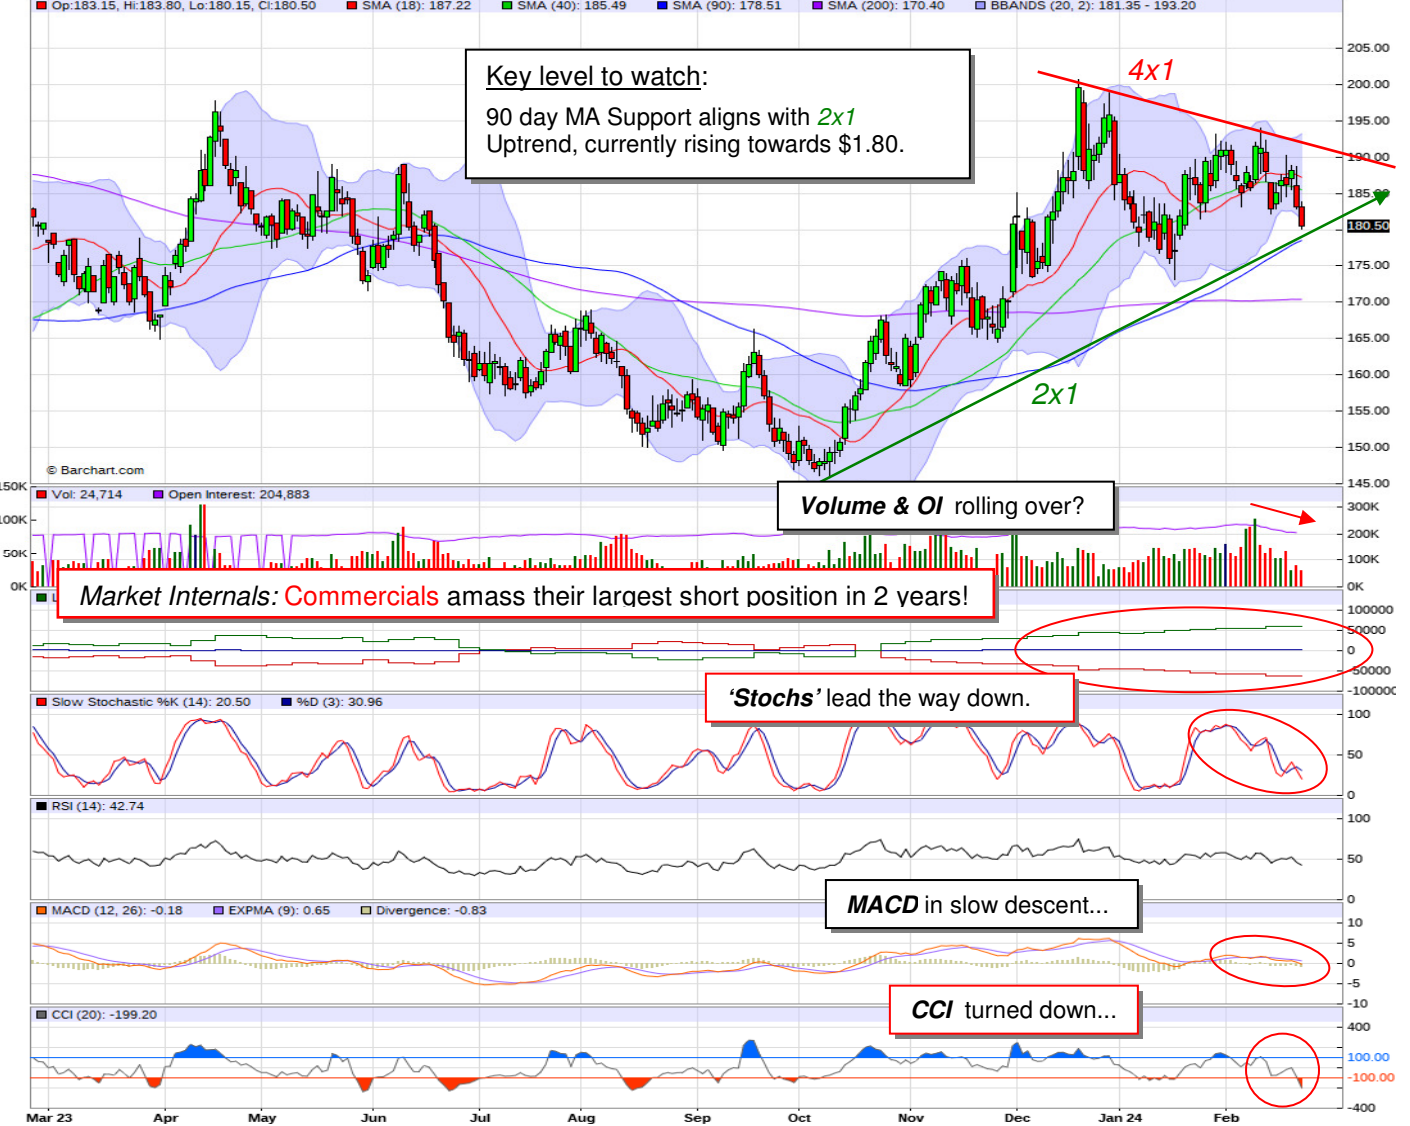 Op:183.15, Hi:183.80, Lo:180.15, Cl:180.50 SMA (18): 187.22 SMA (40): 185.49 SMA (90): 178.51 SMA (200): 170.40 BBANDS (20, 2): 181.35 - 193.20
205.00
200.00
195.00
190.00
185.00
180.50
175.00
170.00
165.00
160.00
155.00
150.00
145.00
Key level to watch:
90 day MA Support aligns with 2x1
Uptrend, currently rising towards $1.80.
4x1
2x1
© Barchart.com
Vol: 24,714 Open Interest: 204,883
150K
100K
50K
0K
300K
200K
100K
0K
Volume & OI rolling over?
Market Internals: Commercials amass their largest short position in 2 years!
100000
50000
0
-50000
-100000
'Stochs' lead the way down.
Slow Stochastic %K (14): 20.50 %D (3): 30.96
100
50
0
RSI (14): 42.74
100
50
0
MACD in slow descent...
MACD (12, 26): -0.18 EXPMA (9): 0.65 Divergence: -0.83
10
5
0
-5
-10
CCI turned down...
CCI (20): -199.20
400
100.00
-100.00
-400
Mar 23 Apr May Jun Jul Aug Sep Oct Nov Dec Jan 24 Feb